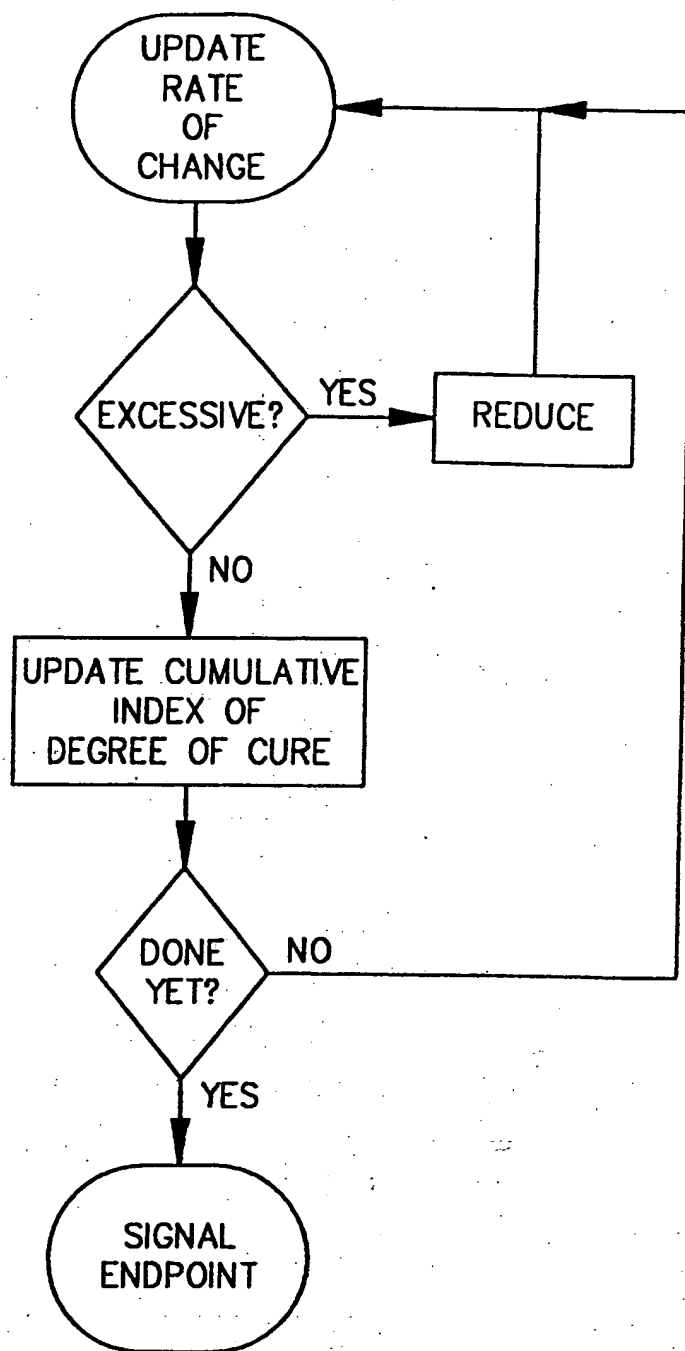 UPDATE
RATE
OF
CHANGE
EXCESSIVE?
YES
REDUCE
NO
UPDATE CUMULATIVE
INDEX OF
DEGREE OF CURE
DONE
YET?
NO
YES
SIGNAL
ENDPOINT